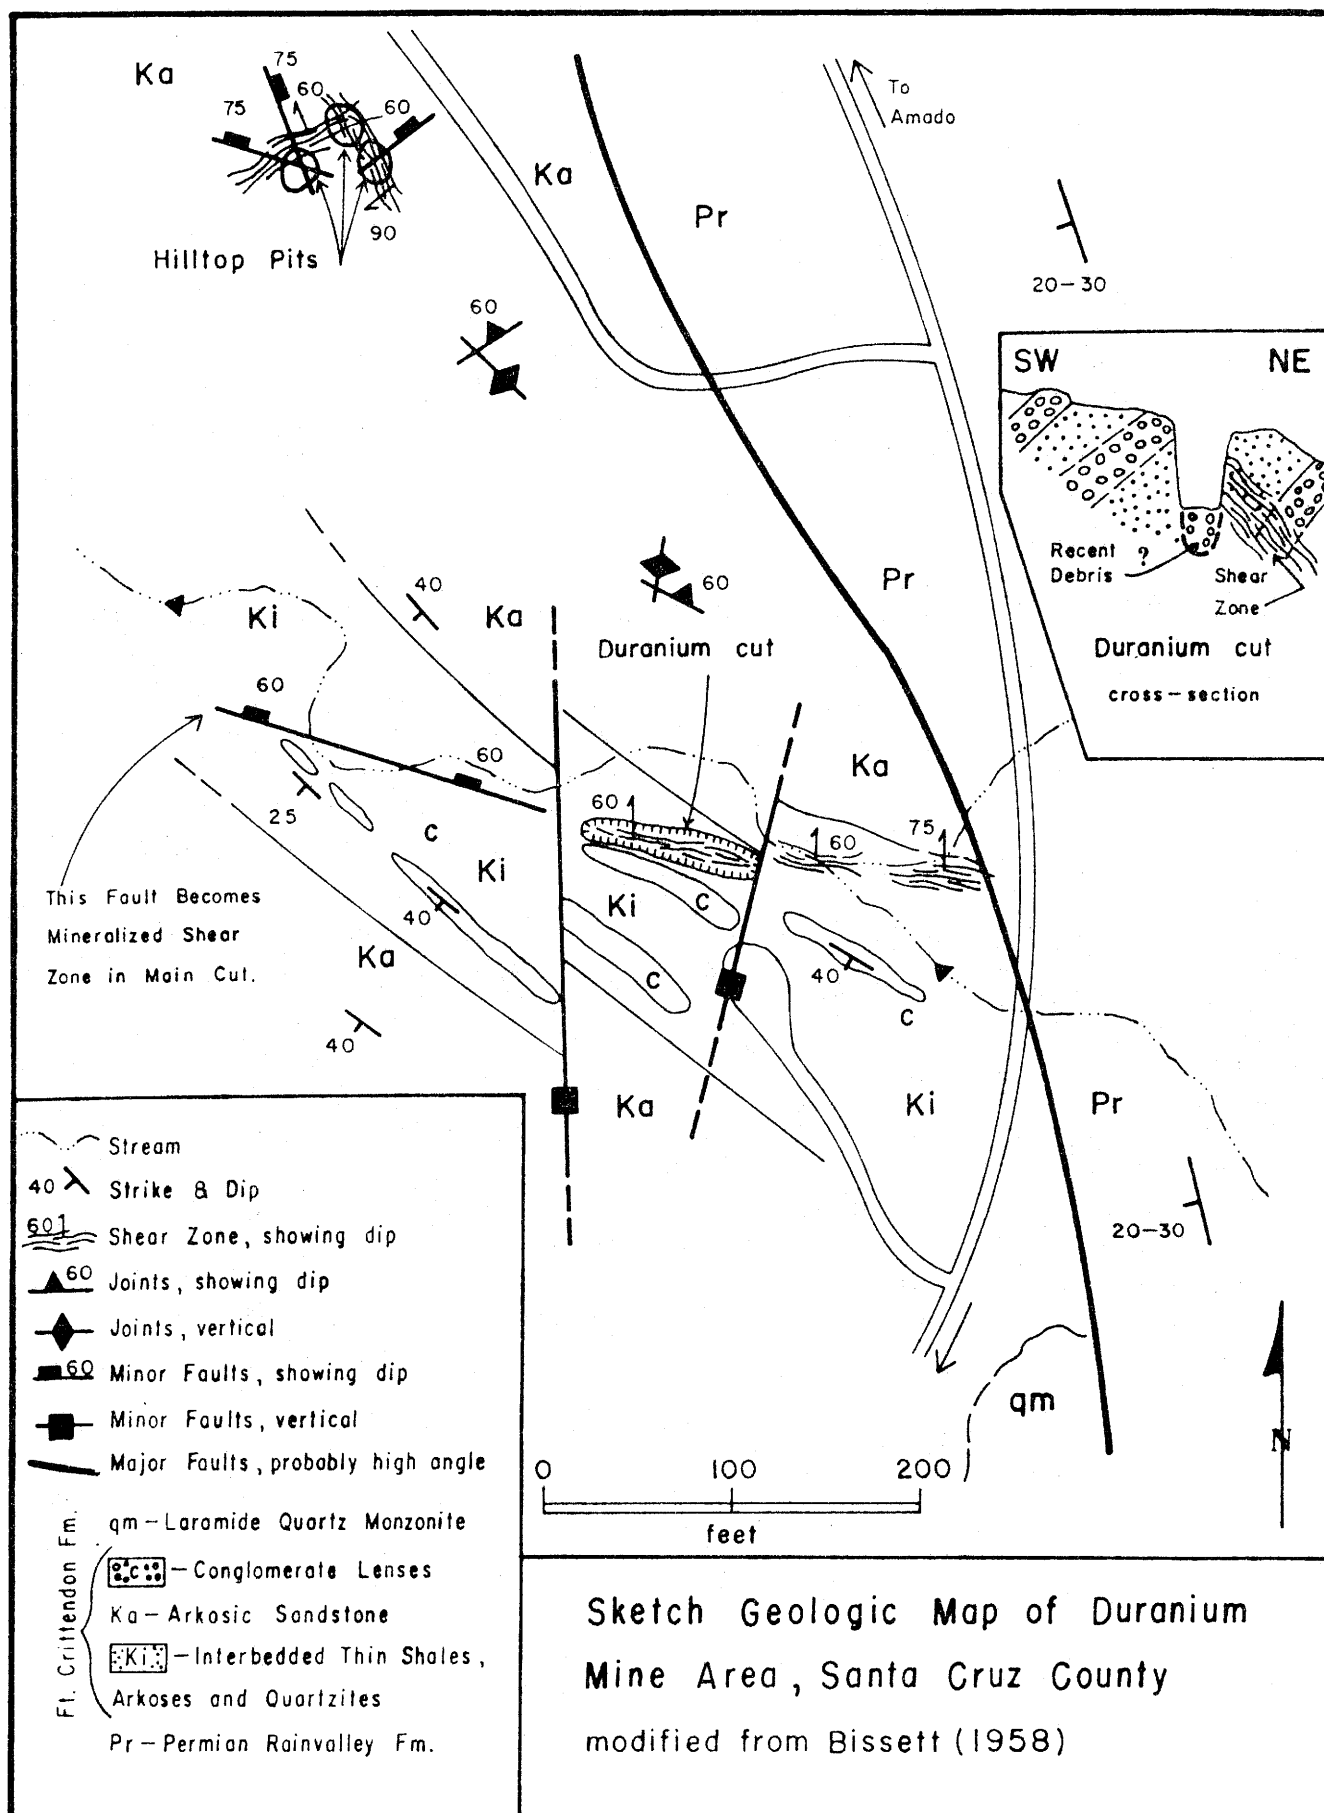 75
Ka
60
75
60
To
Amado
Ka
Pr
90
Hilltop Pits
20-30
60
SW NE
Recent ?
Debris
Shear
Zone
Duranium cut
cross-section
40
60
Pr
Ki
Ka
Duranium cut
60
60
Ka
25
C
60
60
75
Ki
This Fault Becomes
Mineralized Shear
Zone in Main Cut.
40
Ki
C
Ka
C
40
C
40
Ka
Ki
Pr
20-30
qm
N
Stream
40 Strike & Dip
60 Shear Zone, showing dip
60 Joints, showing dip
Joints, vertical
60 Minor Faults, showing dip
Minor Faults, vertical
Major Faults, probably high angle
qm-Laramide Quartz Monzonite
Ft. Crittendon Fm.
C-Conglomerate Lenses
Ka-Arkosic Sandstone
Ki-Interbedded Thin Shales,
Arkoses and Quartzites
Pr-Permian Rainvalley Fm.
0 100 200
feet
Sketch Geologic Map of Duranium
Mine Area, Santa Cruz County
modified from Bissett (1958)